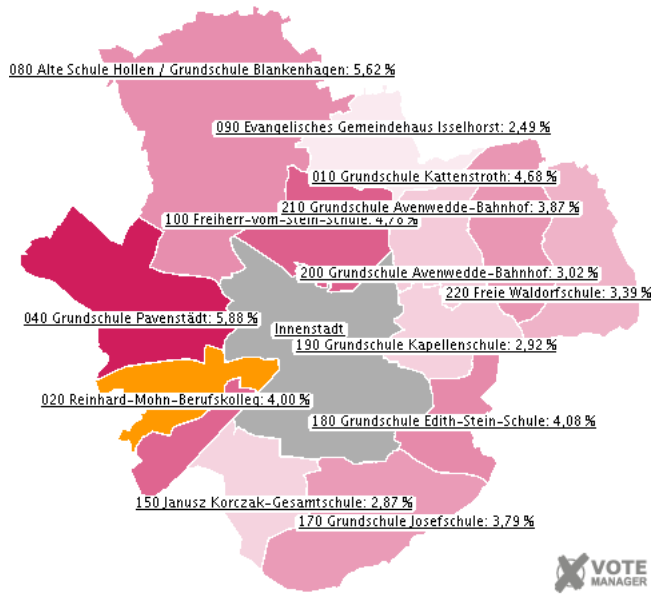 080 Alte Schule Hollen / Grundschule Blankenhagen: 5,62 %
090 Evangelisches Gemeindehaus Isselhorst: 2,49 %
010 Grundschule Kattenstroth: 4,68 %
210 Grundschule Avenwedde-Bahnhof: 3,87 %
100 Freiherr-vom-Stein-Schule: 4,78 %
200 Grundschule Avenwedde-Bahnhof: 3,02 %
220 Freie Waldorfschule: 3,39 %
040 Grundschule Pavenstädt: 5,88 %
Innenstadt
190 Grundschule Kapellenschule: 2,92 %
020 Reinhard-Mohn-Berufskolleg: 4,00 %
180 Grundschule Edith-Stein-Schule: 4,08 %
150 Janusz Korczak-Gesamtschule: 2,87 %
170 Grundschule Josefschule: 3,79 %
VOTE
MANAGER